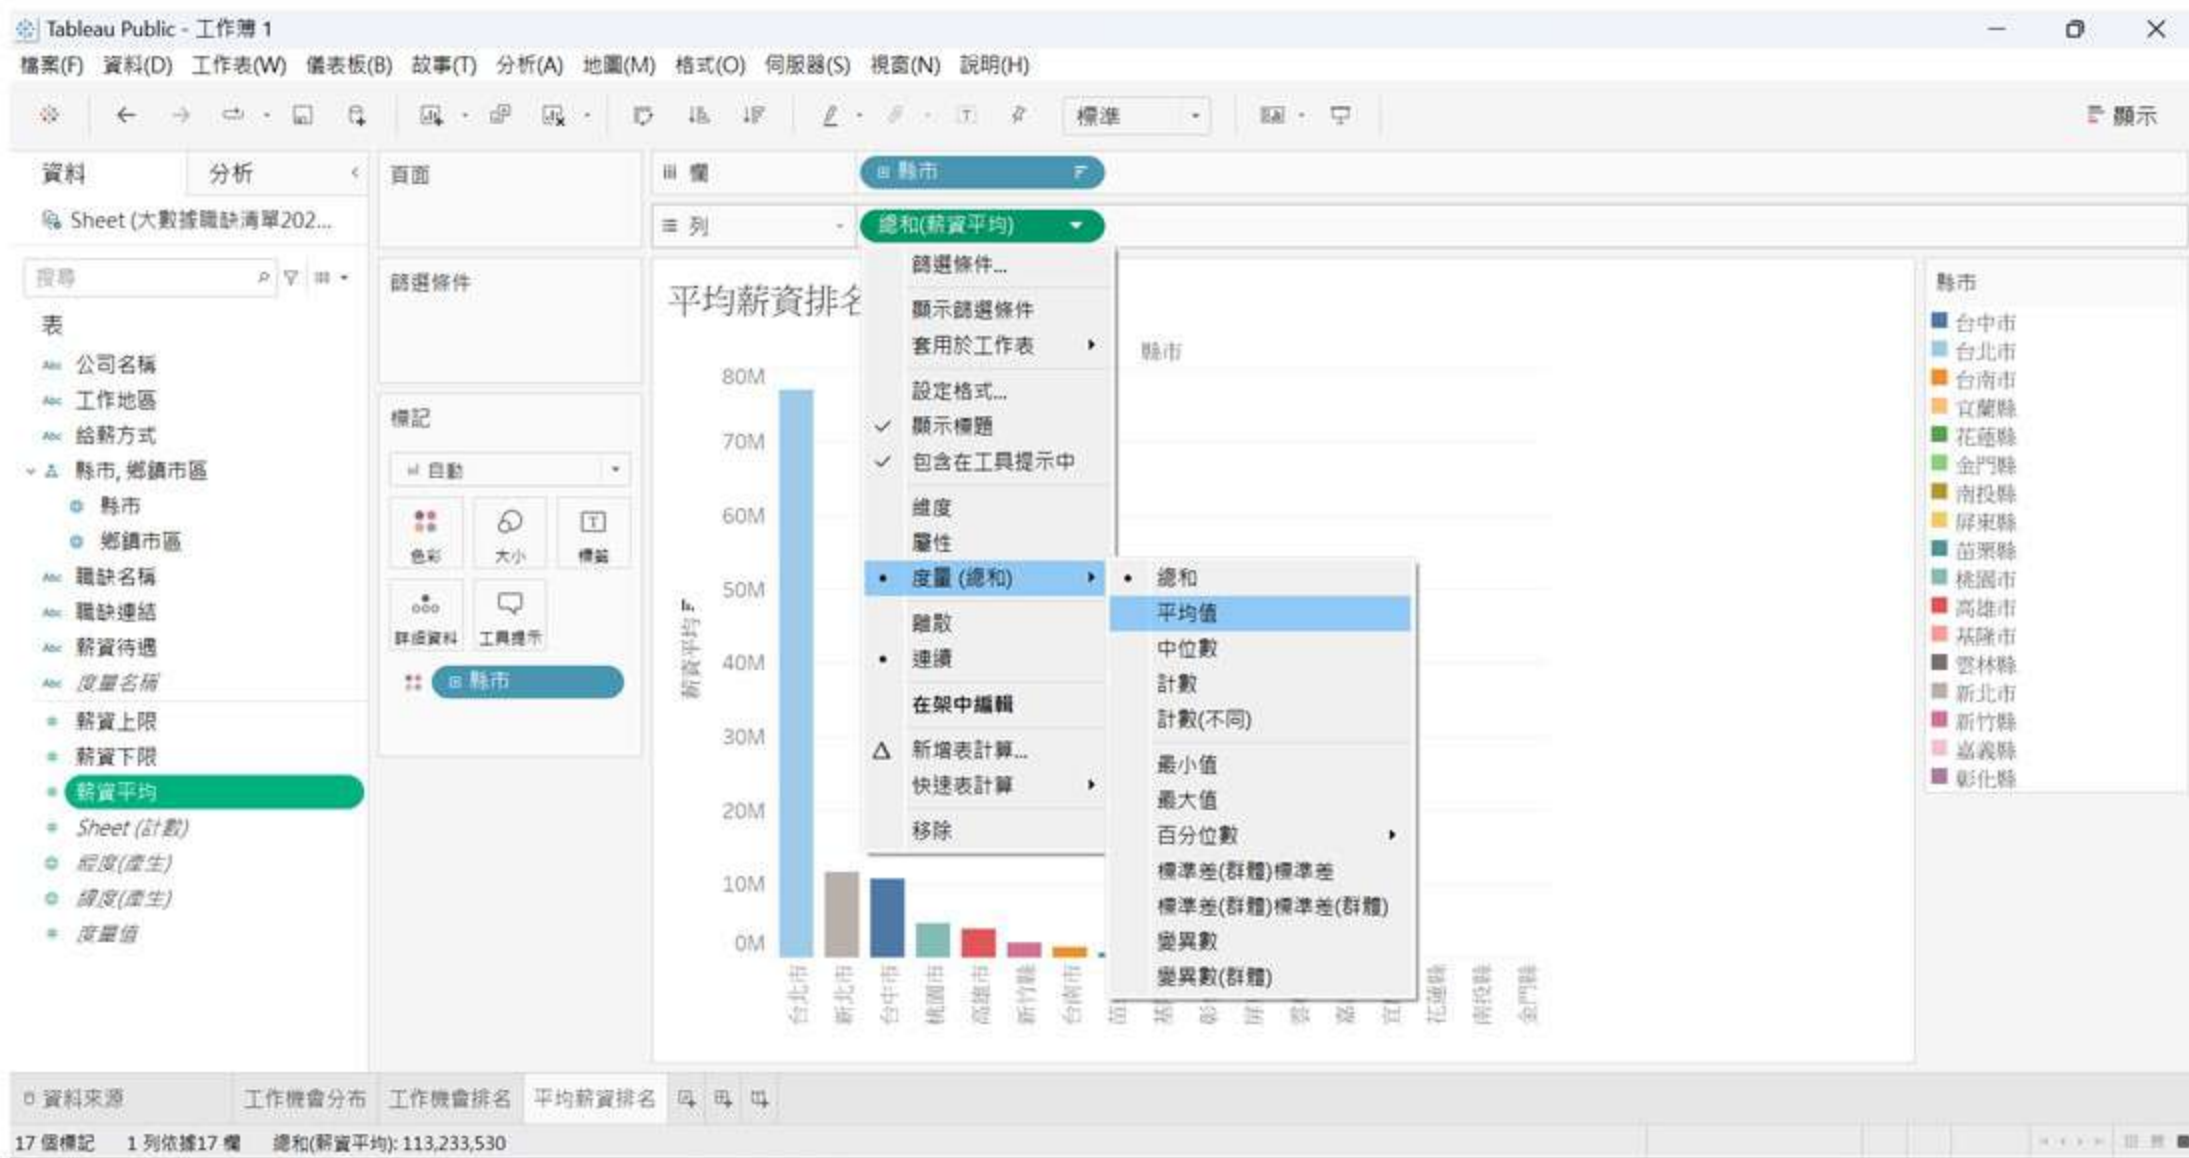 Tableau Public - 工作簿 1
檔案(F) 資料(D) 工作表(W) 儀表板(B) 故事(T) 分析(A) 地圖(M) 格式(O) 伺服器(S) 視窗(N) 說明(H)
標準
顯示
資料 分析
Sheet (大數據職缺清單202...
搜尋
表
Abc 公司名稱
Abc 工作地區
Abc 給薪方式
縣市, 鄉鎮市區
縣市
鄉鎮市區
Abc 職缺名稱
Abc 職缺連結
Abc 薪資待遇
Abc 度量名稱
薪資上限
薪資下限
薪資平均
Sheet (計數)
經度(產生)
緯度(產生)
度量值
頁面
篩選條件
標記
自動
色彩 大小 標籤
詳細資料 工具提示
縣市
欄 縣市
列 總和(薪資平均)
平均薪資排名
縣市
薪資平均
80M
70M
60M
50M
40M
30M
20M
10M
0M
台北市
新北市
台中市
桃園市
高雄市
新竹縣
台南市
苗
基
彰
屏
雲
嘉
宜
花蓮縣
南投縣
金門縣
篩選條件...
顯示篩選條件
套用於工作表
設定格式...
顯示標題
包含在工具提示中
維度
屬性
度量 (總和)
離散
連續
在架中編輯
新增表計算...
快速表計算
移除
總和
平均值
中位數
計數
計數(不同)
最小值
最大值
百分位數
標準差(群體)標準差
標準差(群體)標準差(群體)
變異數
變異數(群體)
縣市
台中市
台北市
台南市
宜蘭縣
花蓮縣
金門縣
南投縣
屏東縣
苗栗縣
桃園市
高雄市
基隆市
雲林縣
新北市
新竹縣
嘉義縣
彰化縣
資料來源 工作機會分布 工作機會排名 平均薪資排名
17 個標記 1 列依據17 欄 總和(薪資平均): 113,233,530